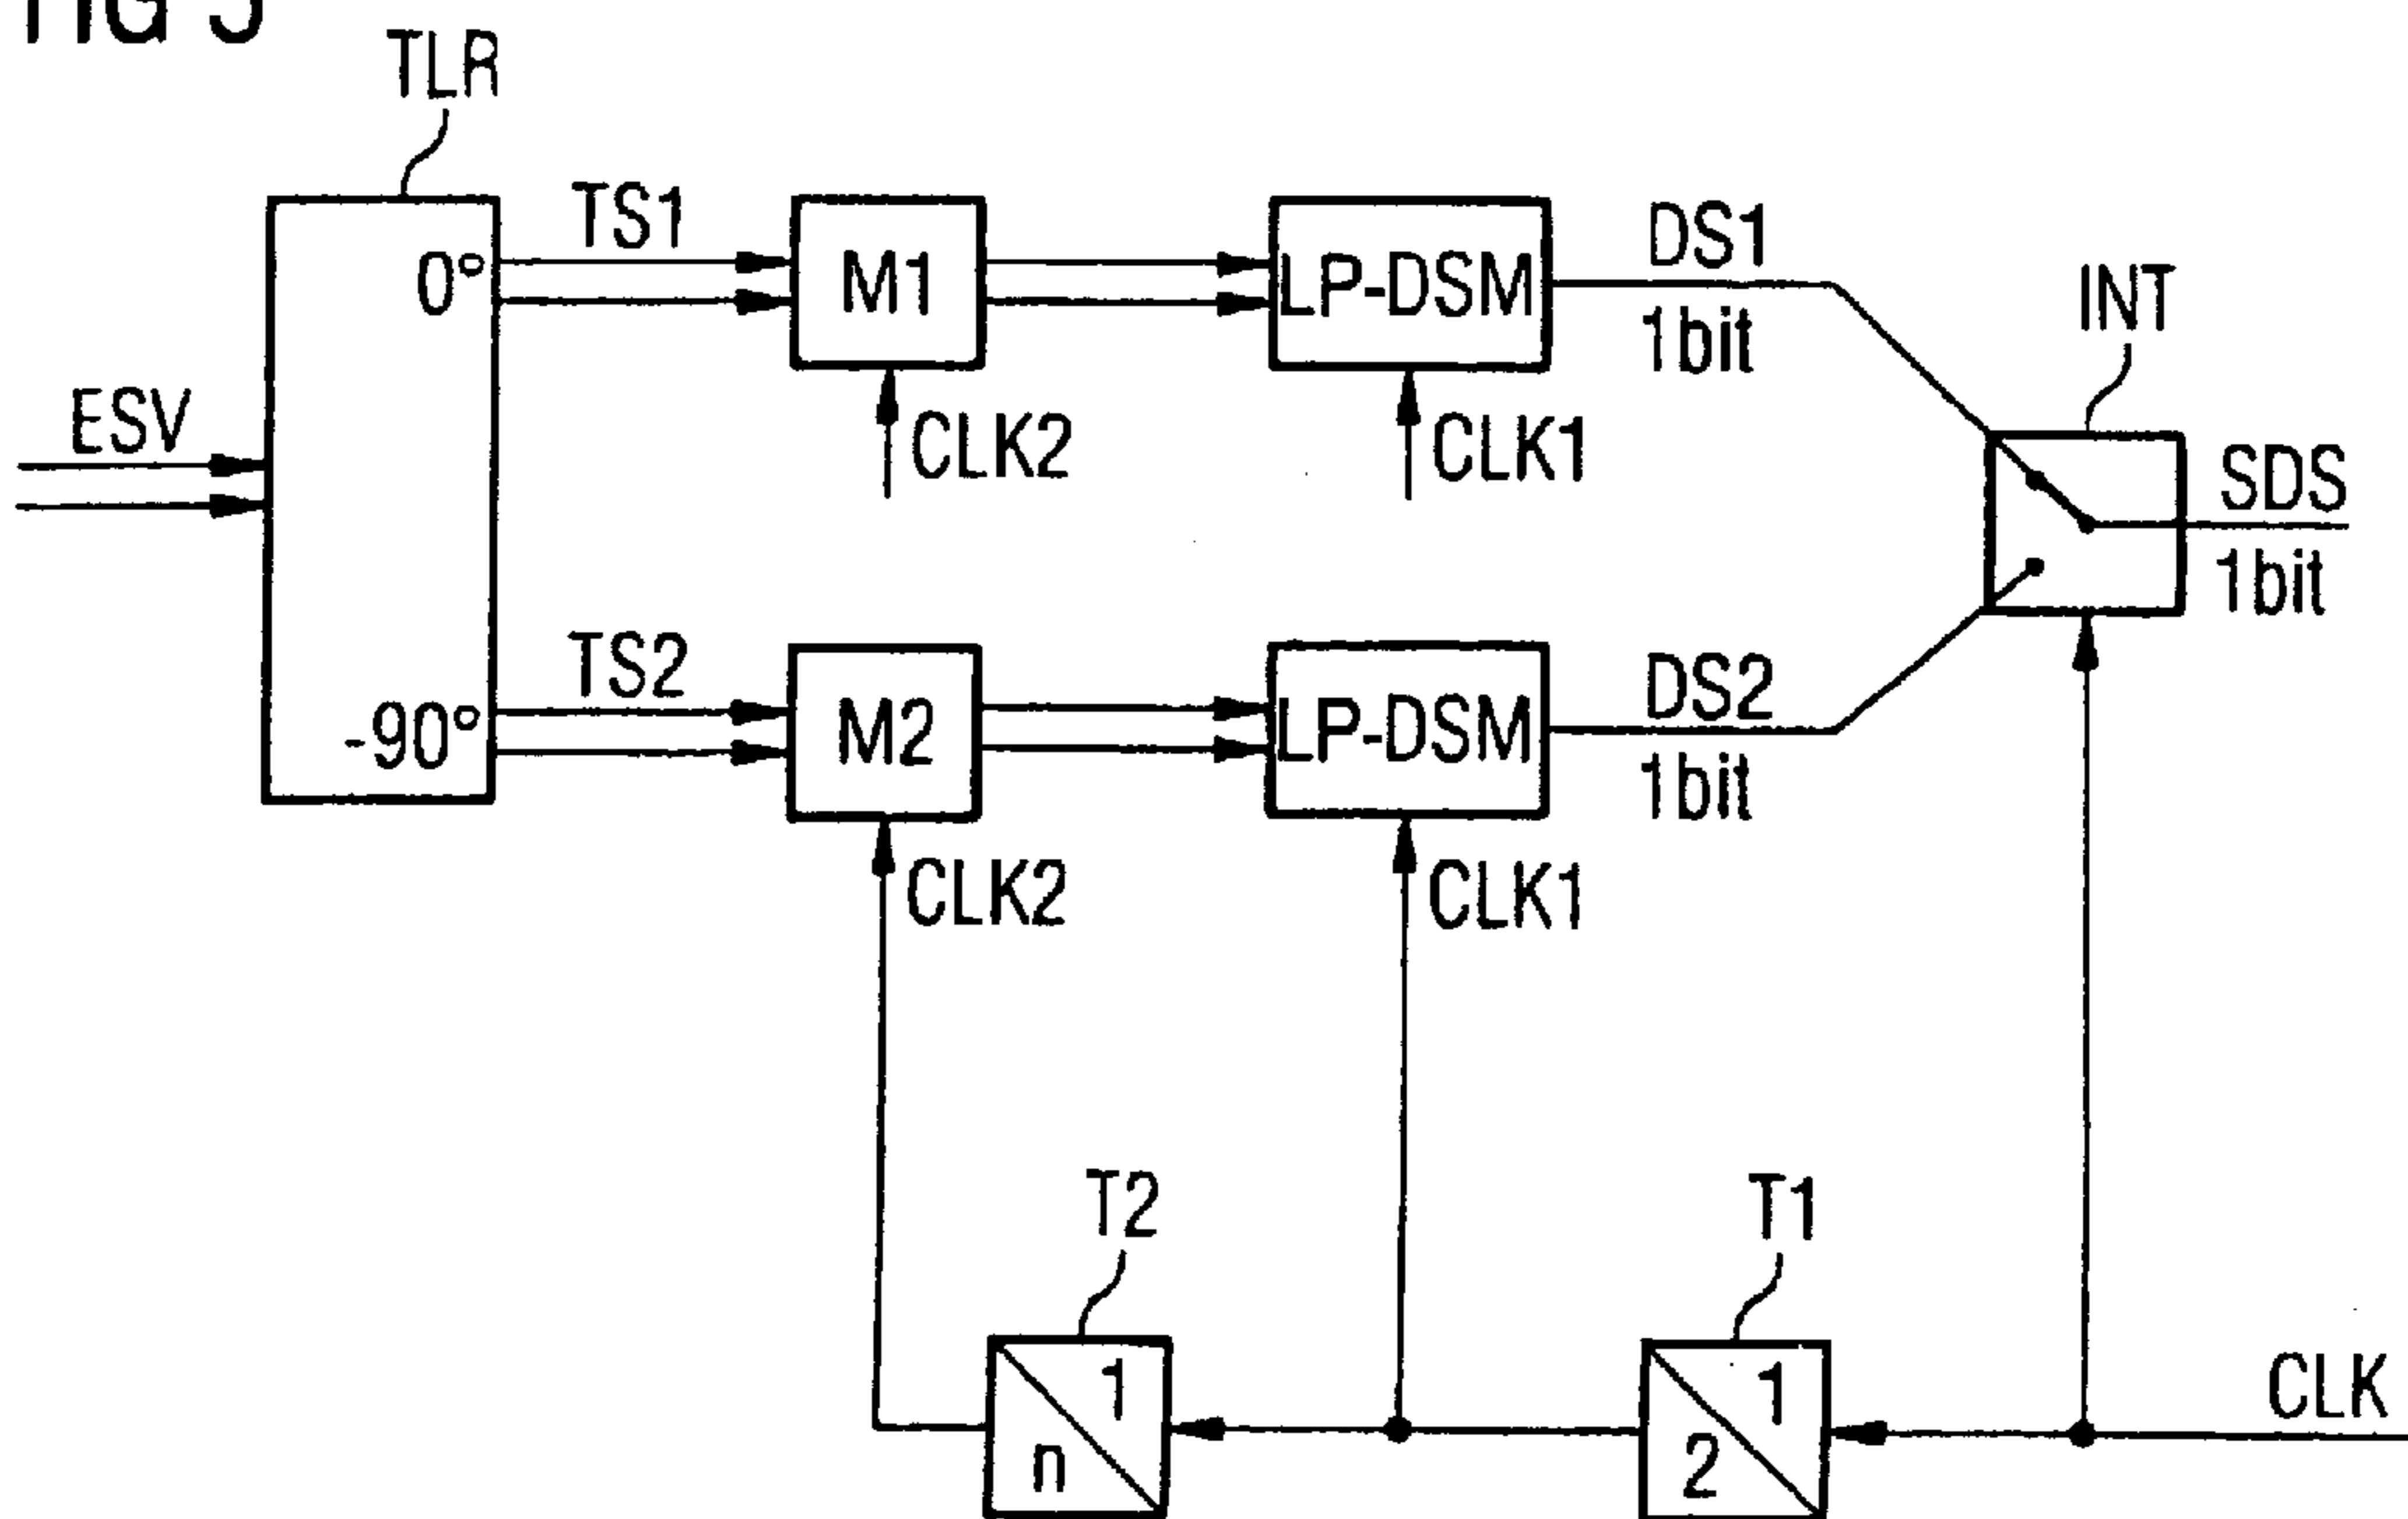 FIG 5
TLR
TS1
0°
M1
LP-DSM
DS1
1bit
INT
ESV
CLK2
CLK1
SDS
1bit
TS2
-90°
M2
LP-DSM
DS2
1bit
CLK2
CLK1
T2
T1
1
n
1
2
CLK